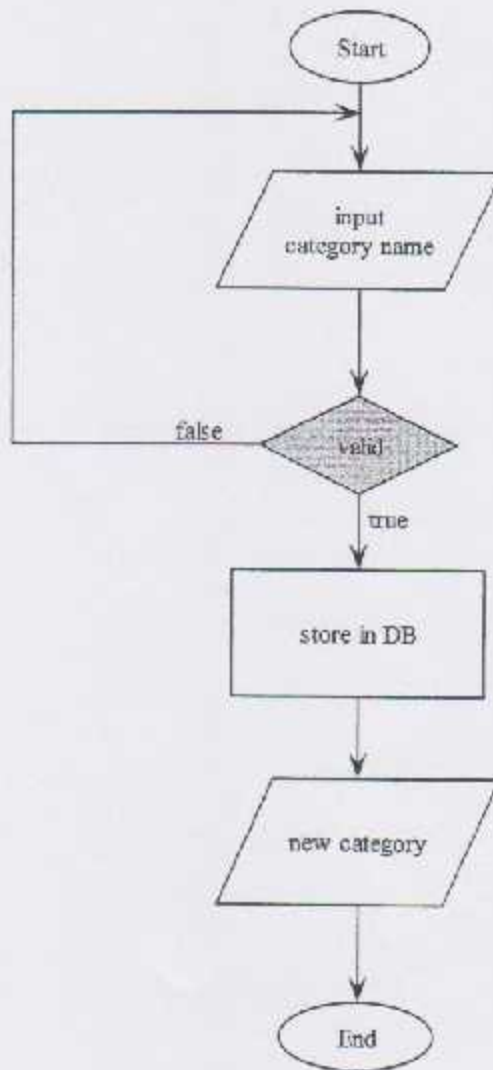 Start
input
category name
false
valid
true
store in DB
new category
End